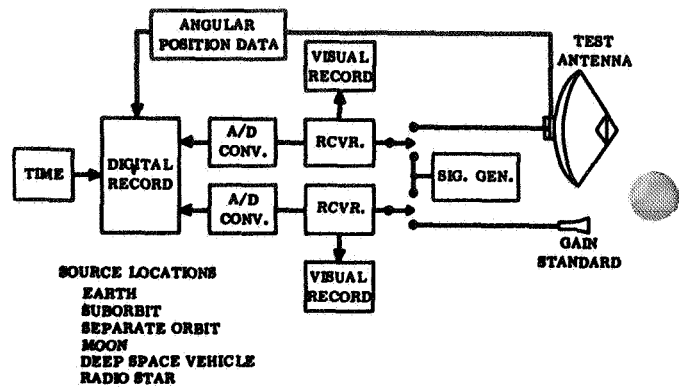 ANGULAR
POSITION DATA
VISUAL
RECORD
TEST
ANTENNA
TIME
DIGITAL
RECORD
A/D
CONV.
RCVR.
SIG. GEN.
A/D
CONV.
RCVR.
GAIN
STANDARD
VISUAL
RECORD
SOURCE LOCATIONS
EARTH
SUBORBIT
SEPARATE ORBIT
MOON
DEEP SPACE VEHICLE
RADIO STAR